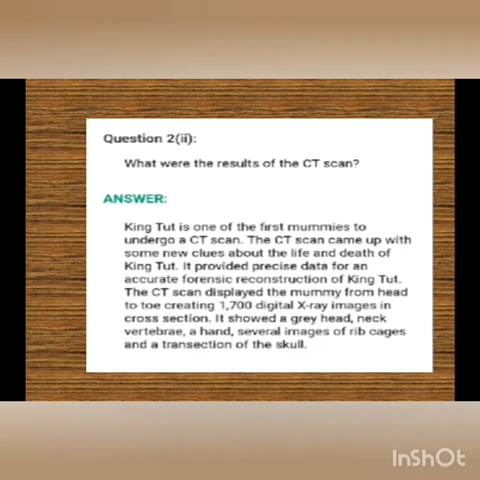 Question 2(ii):
What were the results of the CT scan?
ANSWER:
King Tut is one of the first mummies to
undergo a CT scan. The CT scan came up with
some new clues about the life and death of
King Tut. It provided precise data for an
accurate forensic reconstruction of King Tut.
The CT scan displayed the mummy from head
to toe creating 1,700 digital X-ray images in
cross section. It showed a grey head, neck
vertebrae, a hand, several images of rib cages
and a transection of the skull.
InShOt